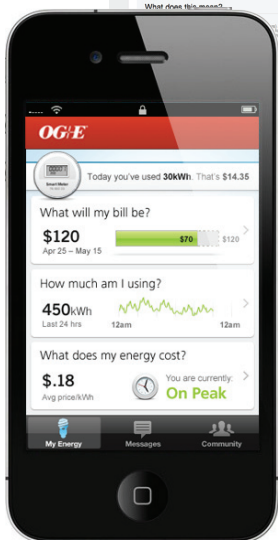 What does this mean?
OG/E
Smart Meter
Today you've used 30kWh. That's $14.35
What will my bill be?
$120
$70
$120
Apr 25 – May 15
How much am I using?
450kWh
Last 24 hrs
12am
12am
What does my energy cost?
$.18
Avg price/kWh
You are currently:
On Peak
My Energy
Messages
Community